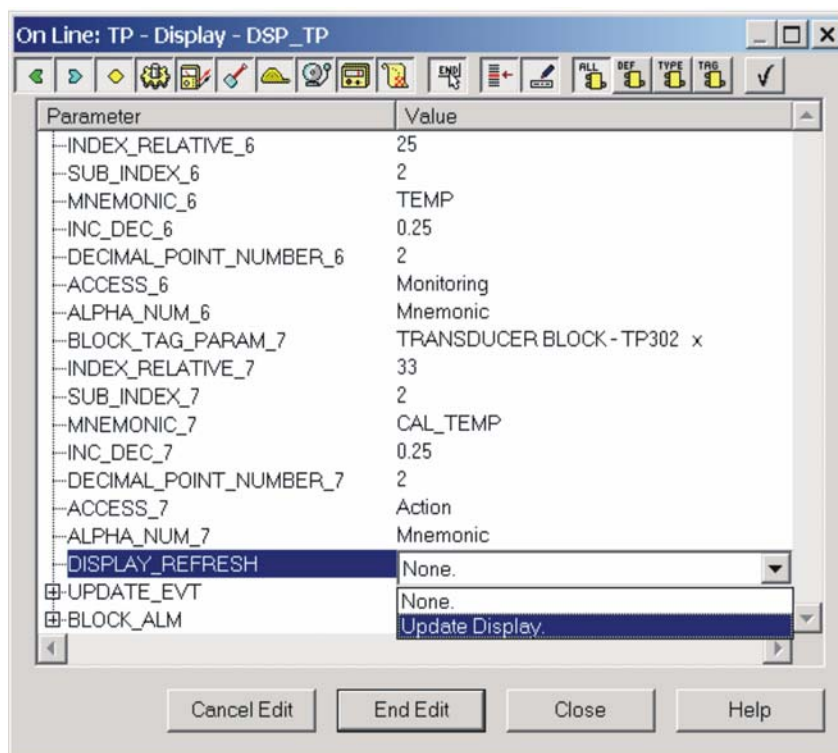 On Line: TP - Display - DSP_TP
END!
ALL DEF TYPE TAG
Parameter Value
INDEX_RELATIVE_6 25
SUB_INDEX_6 2
MNEMONIC_6 TEMP
INC_DEC_6 0.25
DECIMAL_POINT_NUMBER_6 2
ACCESS_6 Monitoring
ALPHA_NUM_6 Mnemonic
BLOCK_TAG_PARAM_7 TRANSDUCER BLOCK - TP302 x
INDEX_RELATIVE_7 33
SUB_INDEX_7 2
MNEMONIC_7 CAL_TEMP
INC_DEC_7 0.25
DECIMAL_POINT_NUMBER_7 2
ACCESS_7 Action
ALPHA_NUM_7 Mnemonic
DISPLAY_REFRESH None.
UPDATE_EVT None.
BLOCK_ALM Update Display.
Cancel Edit End Edit Close Help